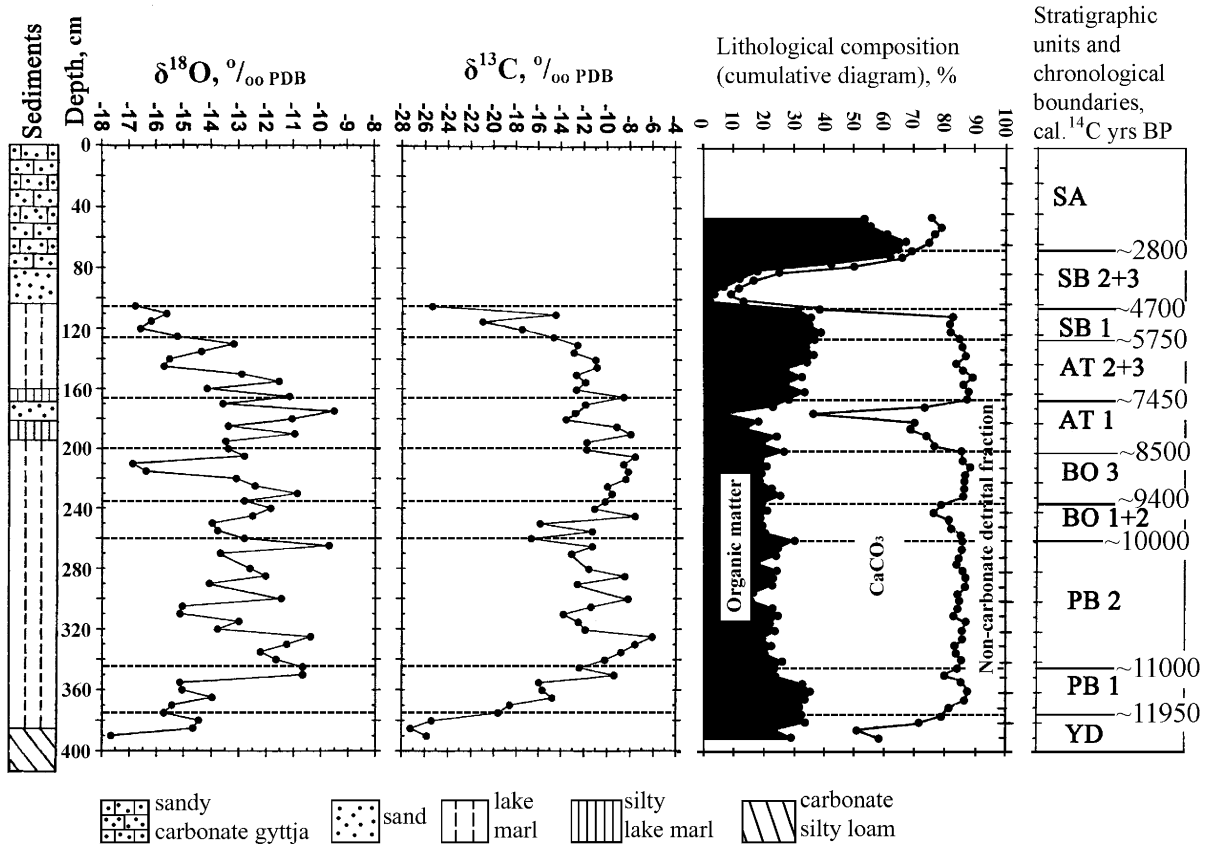 Sediments
Depth, cm
δ18O, º/oo PDB
δ13C, º/oo PDB
Lithological composition
(cumulative diagram), %
Stratigraphic
units and
chronological
boundaries,
cal.14C yrs BP
-18 -17 -16 -15 -14 -13 -12 -11 -10 -9 -8
-28 -26 -24 -22 -20 -18 -16 -14 -12 -10 -8 -6 -4
0 10 20 30 40 50 60 70 80 90 100
0
40
80
120
160
200
240
280
320
360
400
Organic matter
CaCO3
Non-carbonate detrital fraction
SA
~2800
SB 2+3
~4700
SB 1
~5750
AT 2+3
~7450
AT 1
~8500
BO 3
~9400
BO 1+2
~10000
PB 2
~11000
PB 1
~11950
YD
sandy
carbonate gyttja
sand
lake
marl
silty
lake marl
carbonate
silty loam